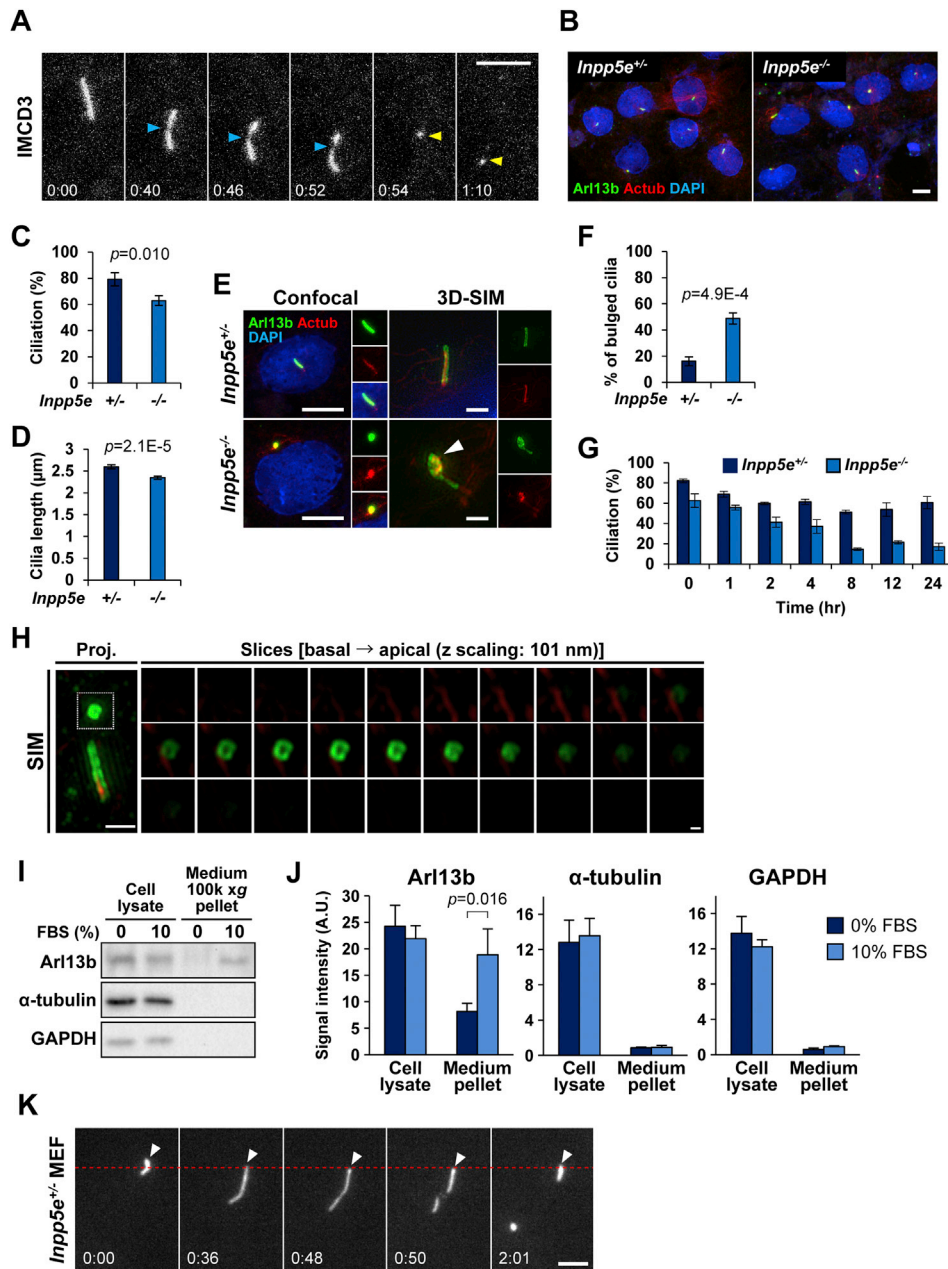 A
IMCD3
0:00
0:40
0:46
0:52
0:54
1:10
B
Inpp5e+/-
Inpp5e-/-
Arl13b Actub DAPI
C
Ciliation (%)
100
80
60
40
20
0
p=0.010
Inpp5e +/- -/-
D
Cilia length (µm)
3
2.5
2
1.5
1
0.5
0
p=2.1E-5
Inpp5e +/- -/-
E
Confocal 3D-SIM
Arl13b Actub
DAPI
Inpp5e+/-
Inpp5e-/-
F
% of bulged cilia
100
80
60
40
20
0
p=4.9E-4
Inpp5e +/- -/-
G
Inpp5e+/- Inpp5e-/-
Ciliation (%)
100
80
60
40
20
0
0 1 2 4 8 12 24
Time (hr)
H
Proj. Slices [basal → apical (z scaling: 101 nm)]
SIM
I
Cell
lysate
Medium
100k xg
pellet
FBS (%) 0 10 0 10
Arl13b
α-tubulin
GAPDH
J
Arl13b
Signal intensity (A.U.)
30
25
20
15
10
5
0
p=0.016
Cell
lysate
Medium
pellet
α-tubulin
20
16
12
8
4
0
Cell
lysate
Medium
pellet
GAPDH
20
16
12
8
4
0
Cell
lysate
Medium
pellet
0% FBS
10% FBS
K
Inpp5e+/- MEF
0:00
0:36
0:48
0:50
2:01